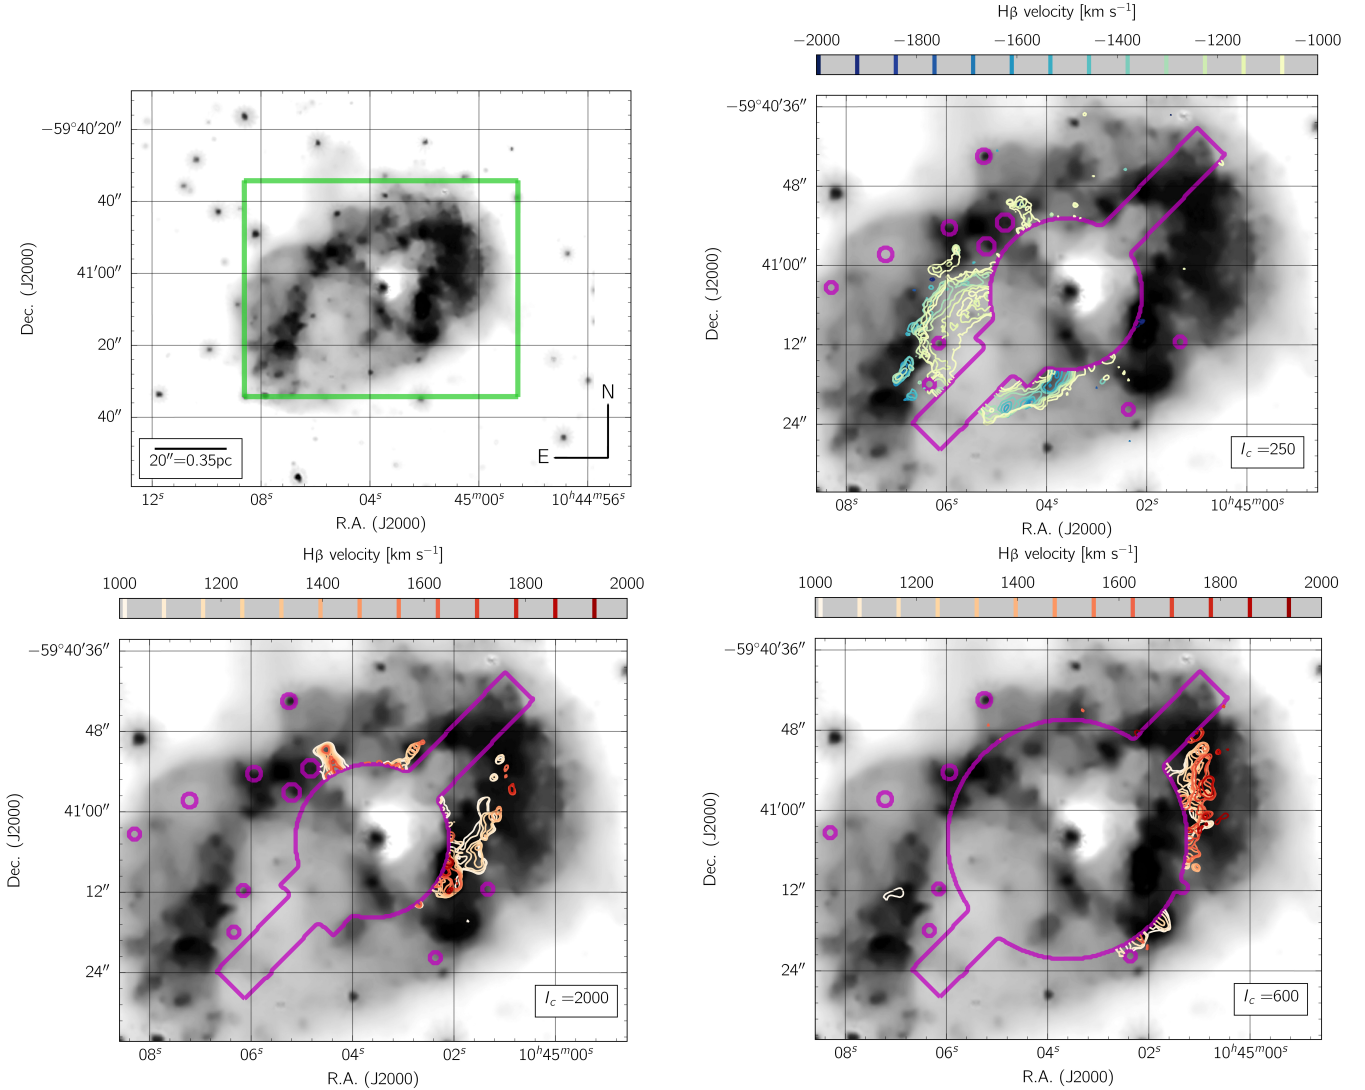 Hβ velocity [km s⁻¹]
−2000 −1800 −1600 −1400 −1200 −1000
−59°40′20″
40″
41′00″
20″
40″
Dec. (J2000)
20″=0.35pc
N
E
12ˢ 08ˢ 04ˢ 45ᵐ00ˢ 10ʰ44ᵐ56ˢ
R.A. (J2000)
−59°40′36″
48″
41′00″
12″
24″
Dec. (J2000)
I_c =250
08ˢ 06ˢ 04ˢ 02ˢ 10ʰ45ᵐ00ˢ
R.A. (J2000)
Hβ velocity [km s⁻¹]
1000 1200 1400 1600 1800 2000
−59°40′36″
48″
41′00″
12″
24″
Dec. (J2000)
I_c =2000
08ˢ 06ˢ 04ˢ 02ˢ 10ʰ45ᵐ00ˢ
R.A. (J2000)
Hβ velocity [km s⁻¹]
1000 1200 1400 1600 1800 2000
−59°40′36″
48″
41′00″
12″
24″
Dec. (J2000)
I_c =600
08ˢ 06ˢ 04ˢ 02ˢ 10ʰ45ᵐ00ˢ
R.A. (J2000)